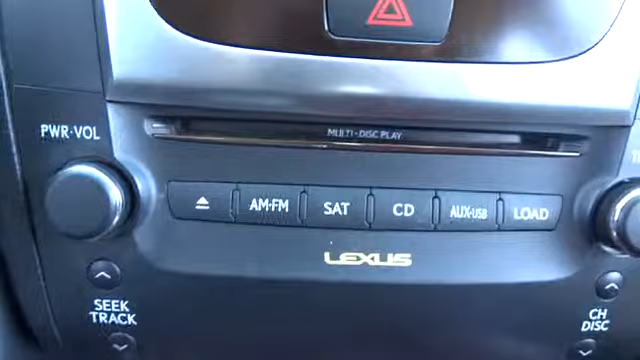 MULTI-DISC PLAY
PWR·VOL
AM·FM
SAT
CD
AUX·USB
LOAD
LEXUS
SEEK
TRACK
CH
DISC